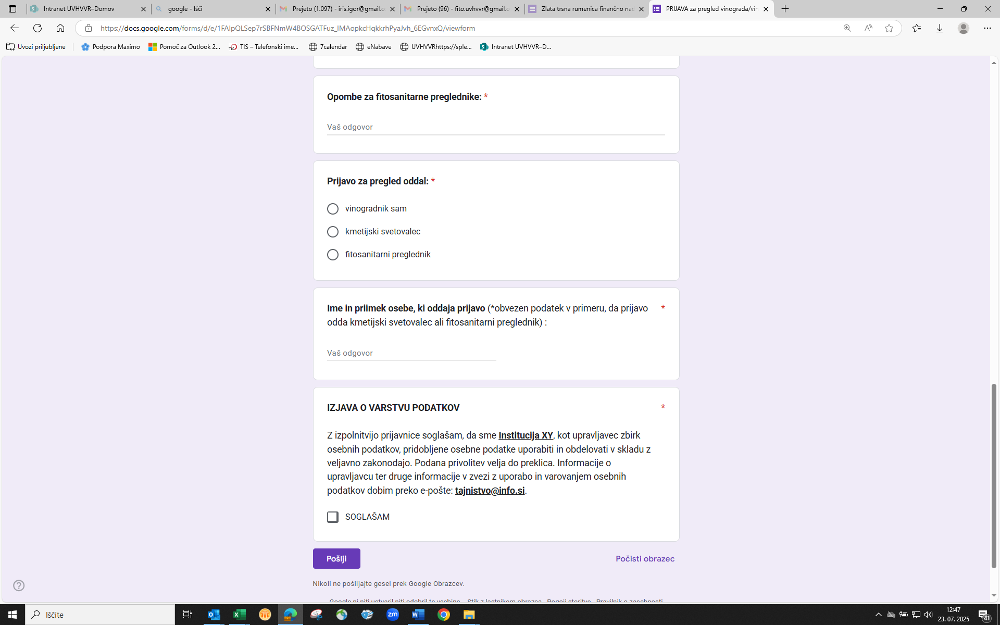 Intranet UVHVVR–Domov
google - Išči
Prejeto (1.097) - iris.igor@gmail.c
Prejeto (96) - fito.uvhvvr@gmail.c
Zlata trsna rumenica finančno nac
PRIJAVA za pregled vinograda/vin
https://docs.google.com/forms/d/e/1FAIpQLSep7rSBFNmW4BOSGATFuz_IMAopkcHqkkrhPyaJvh_6EGvnxQ/viewform
Uvozi priljubljene
Podpora Maximo
Pomoč za Outlook 2...
TIS – Telefonski ime...
7calendar
eNabave
UVHVVRhttps://sple...
Intranet UVHVVR–D...
Opombe za fitosanitarne preglednike: *
Vaš odgovor
Prijavo za pregled oddal: *
vinogradnik sam
kmetijski svetovalec
fitosanitarni preglednik
Ime in priimek osebe, ki oddaja prijavo (*obvezen podatek v primeru, da prijavo *
odda kmetijski svetovalec ali fitosanitarni preglednik) :
Vaš odgovor
IZJAVA O VARSTVU PODATKOV *
Z izpolnitvijo prijavnice soglašam, da sme Institucija XY, kot upravljavec zbirk
osebnih podatkov, pridobljene osebne podatke uporabiti in obdelovati v skladu z
veljavno zakonodajo. Podana privolitev velja do preklica. Informacije o
upravljavcu ter druge informacije v zvezi z uporabo in varovanjem osebnih
podatkov dobim preko e-pošte: tajnistvo@info.si.
SOGLAŠAM
Pošlji
Počisti obrazec
Nikoli ne pošiljajte gesel prek Google Obrazcev.
Google ni niti ustvaril niti odobril te vsebine. - Stik z lastnikom obrazca - Pogoji storitve - Pravilnik o zasebnosti
Iščite
zm
12:47
23. 07. 2025
41